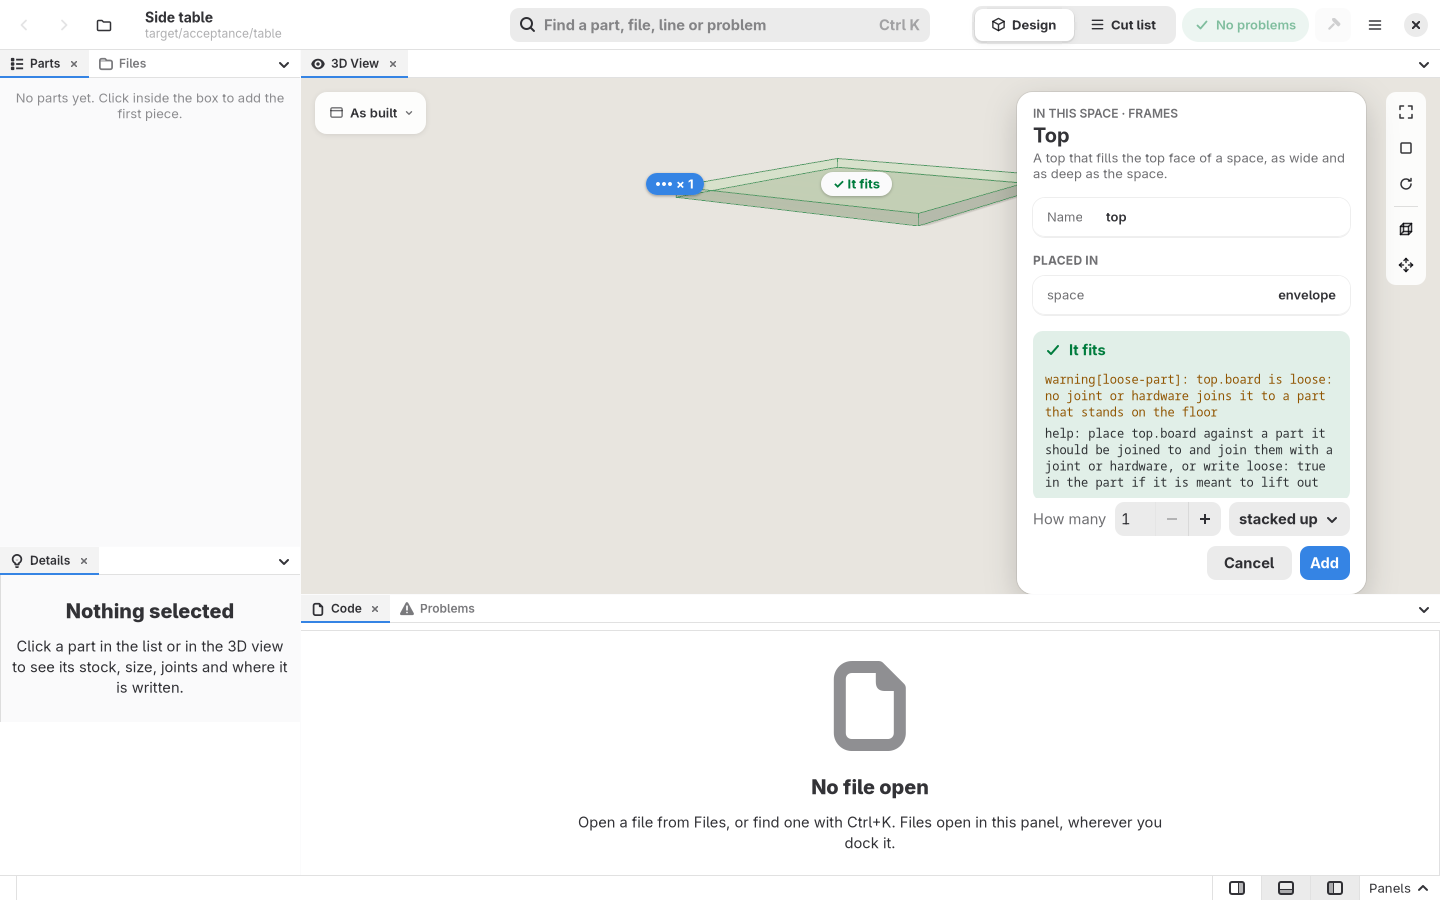 Side table
target/acceptance/table
Find a part, file, line or problem
Ctrl K
Design
Cut list
No problems
Parts
Files
3D View
No parts yet. Click inside the box to add the
first piece.
As built
••• × 1
It fits
IN THIS SPACE · FRAMES
Top
A top that fills the top face of a space, as wide and
as deep as the space.
Name
top
PLACED IN
space
envelope
It fits
warning[loose-part]: top.board is loose:
no joint or hardware joins it to a part
that stands on the floor
help: place top.board against a part it
should be joined to and join them with a
joint or hardware, or write loose: true
in the part if it is meant to lift out
How many
1
stacked up
Cancel
Add
Details
Nothing selected
Click a part in the list or in the 3D view
to see its stock, size, joints and where it
is written.
Code
Problems
No file open
Open a file from Files, or find one with Ctrl+K. Files open in this panel, wherever you
dock it.
Panels